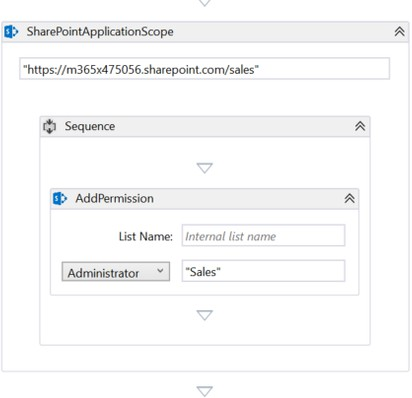 SharePointApplicationScope
"https://m365x475056.sharepoint.com/sales"
Sequence
AddPermission
List Name: Internal list name
Administrator "Sales"